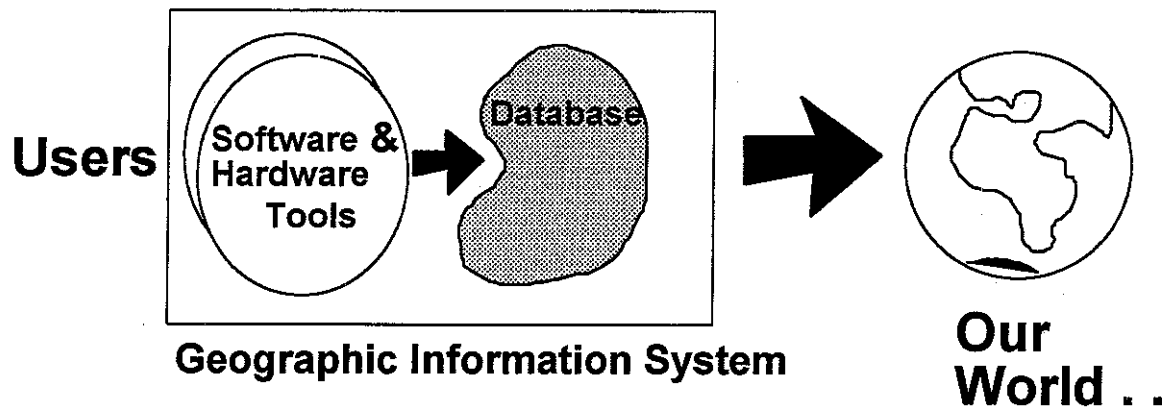 Users
Software &
Hardware
Tools
Database
Geographic Information System
Our
World . .